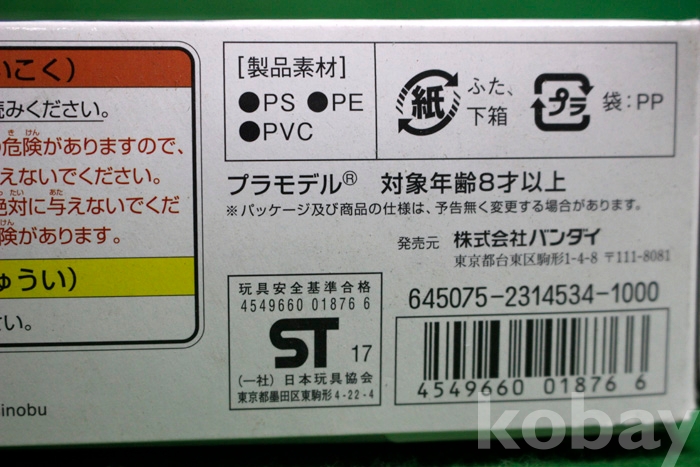 いこく）
読みください。
危険がありますので、
えないでください。
絶対に与えないでくだ
険があります。
ゅうい）
さい。
inobu
[製品素材]
●PS ●PE
●PVC
紙
ふた、
下箱
プラ
袋：PP
プラモデル® 対象年齢8才以上
※パッケージ及び商品の仕様は、予告無く変更する場合があります。
発売元 株式会社バンダイ
東京都台東区駒形1-4-8 〒111-8081
玩具安全基準合格
4549660 01876 6
ST 17
(一社) 日本玩具協会
東京都墨田区東駒形4-22-4
645075-2314534-1000
4549660 01876 6
kobay